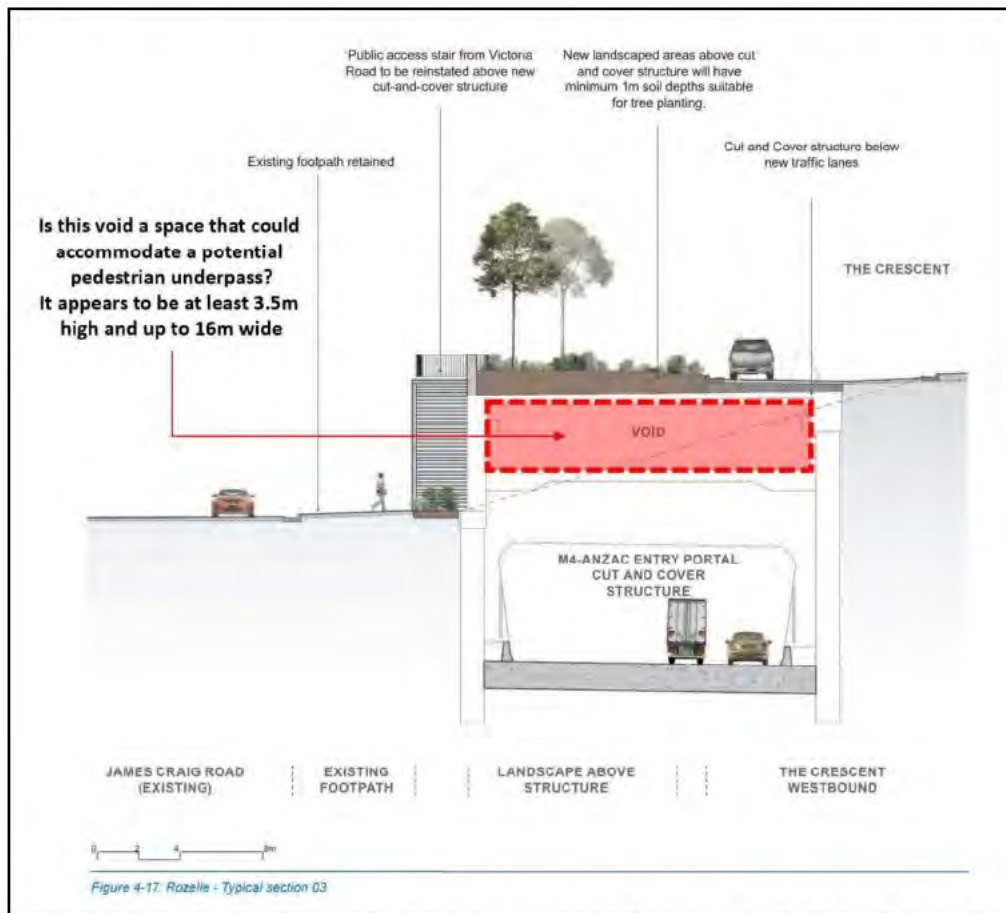 Public access stair from Victoria
Road to be reinstated above new
cut-and-cover structure
New landscaped areas above cut
and cover structure will have
minimum 1m soil depths suitable
for tree planting.
Existing footpath retained
Cut and Cover structure below
new traffic lanes
Is this void a space that could
accommodate a potential
pedestrian underpass?
It appears to be at least 3.5m
high and up to 16m wide
THE CRESCENT
VOID
M4-ANZAC ENTRY PORTAL
CUT AND COVER
STRUCTURE
JAMES CRAIG ROAD
(EXISTING)
EXISTING
FOOTPATH
LANDSCAPE ABOVE
STRUCTURE
THE CRESCENT
WESTBOUND
0 2 4 8m
Figure 4-17: Rozelle - Typical section 03